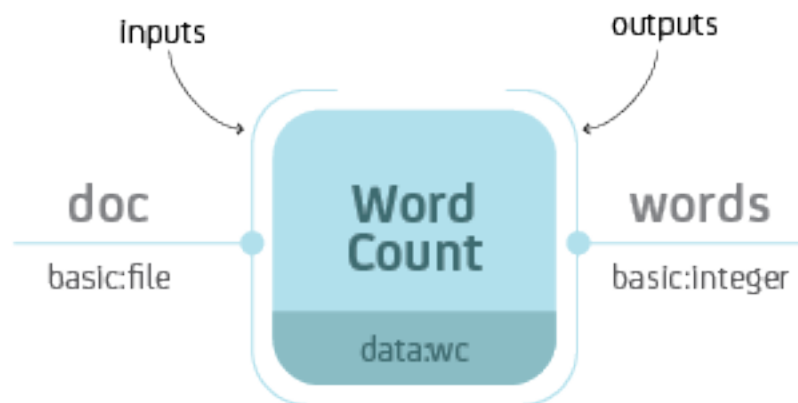 inputs
outputs
doc
Word
Count
words
basic:file
basic:integer
data:wc